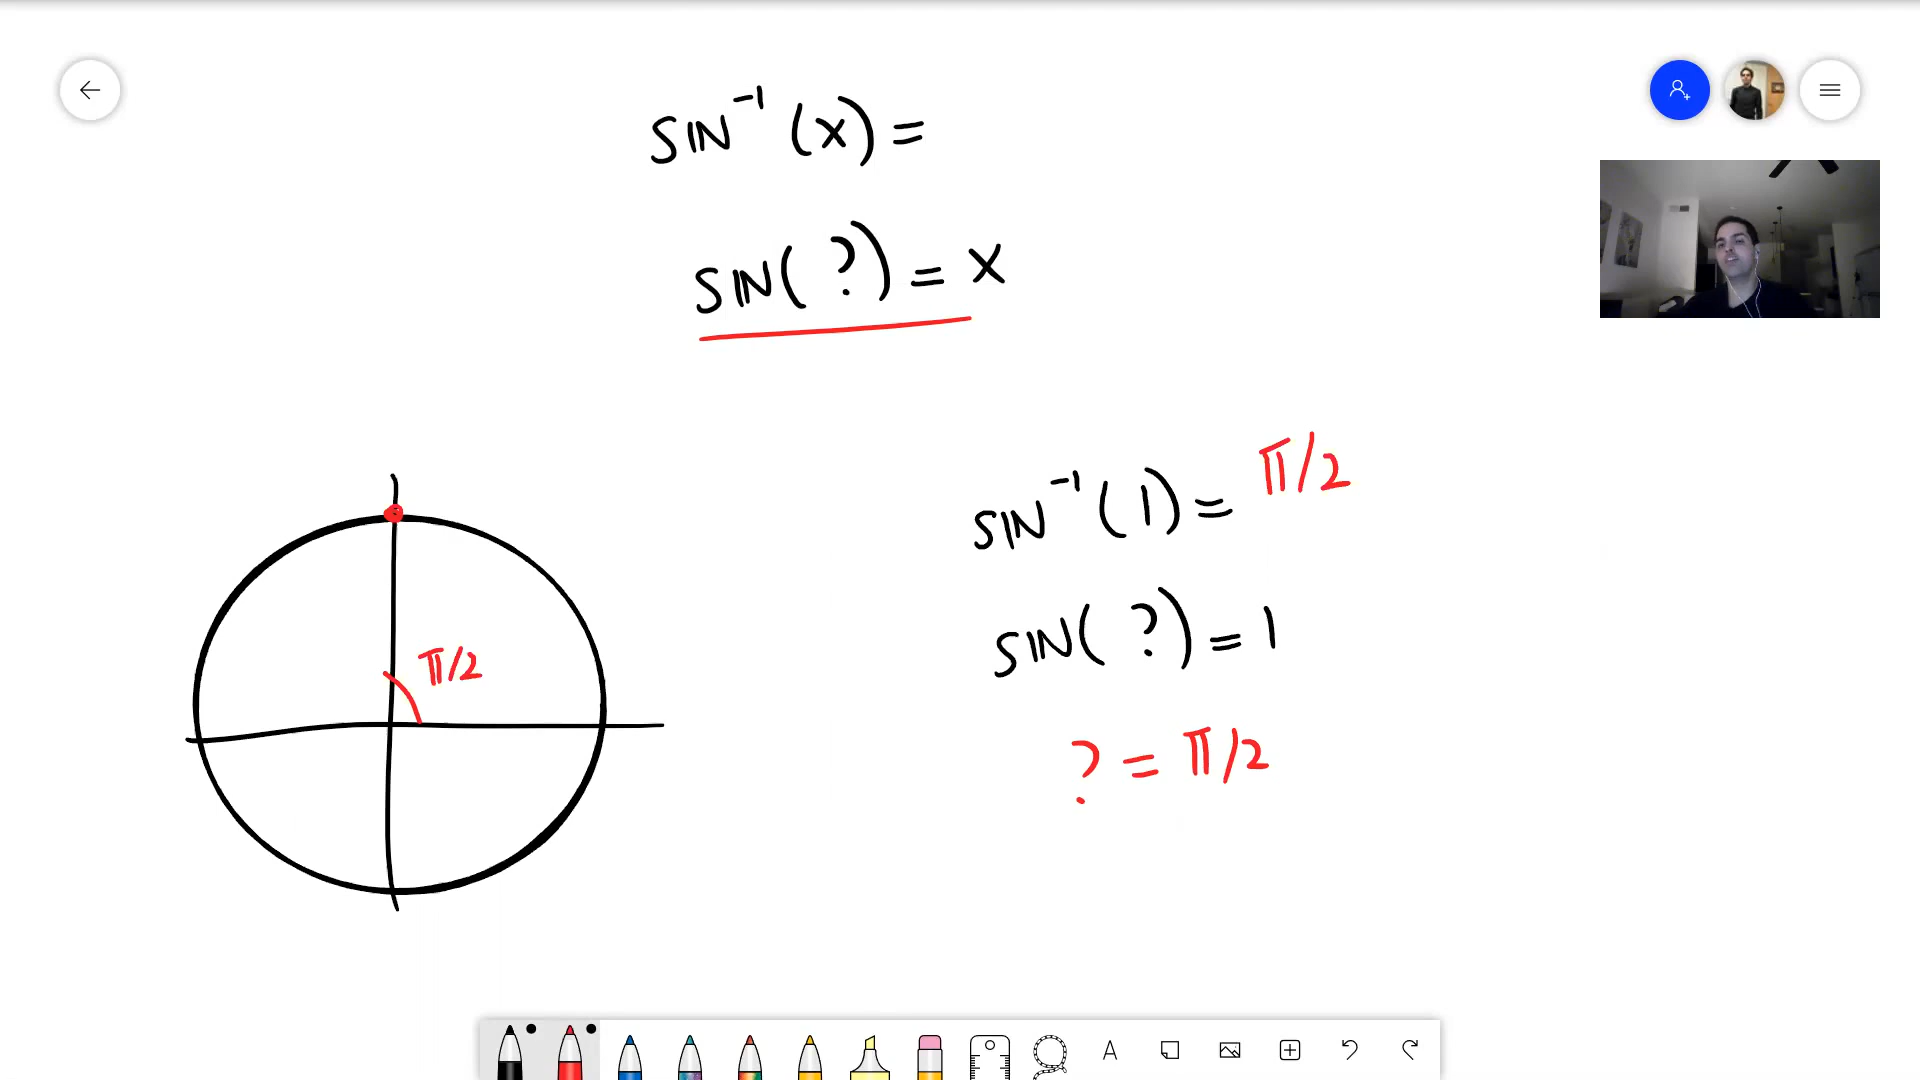 SIN⁻¹(x) =
SIN( ? ) = x
SIN⁻¹(1) = π/2
SIN( ? ) = 1
? = π/2
π/2
A